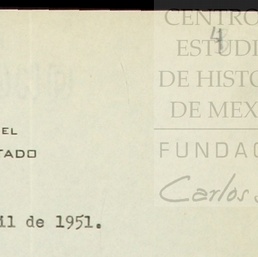 CENTRO
ESTUDI
4
DE HISTO
DE MEX
FUNDAC
Carlos
EL
TADO
il de 1951.